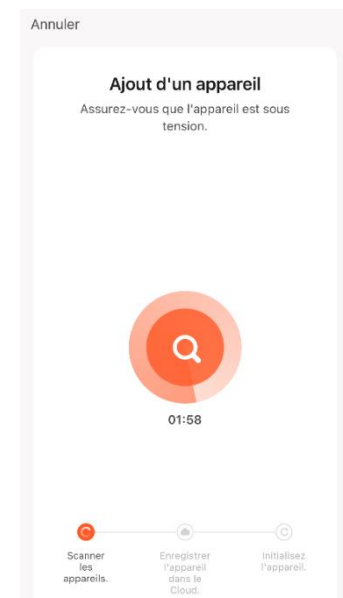 Annuler
Ajout d'un appareil
Assurez-vous que l'appareil est sous
tension.
01:58
Scanner
les
appareils.
Enregistrer
l'appareil
dans le
Cloud.
Initialisez
l'appareil.